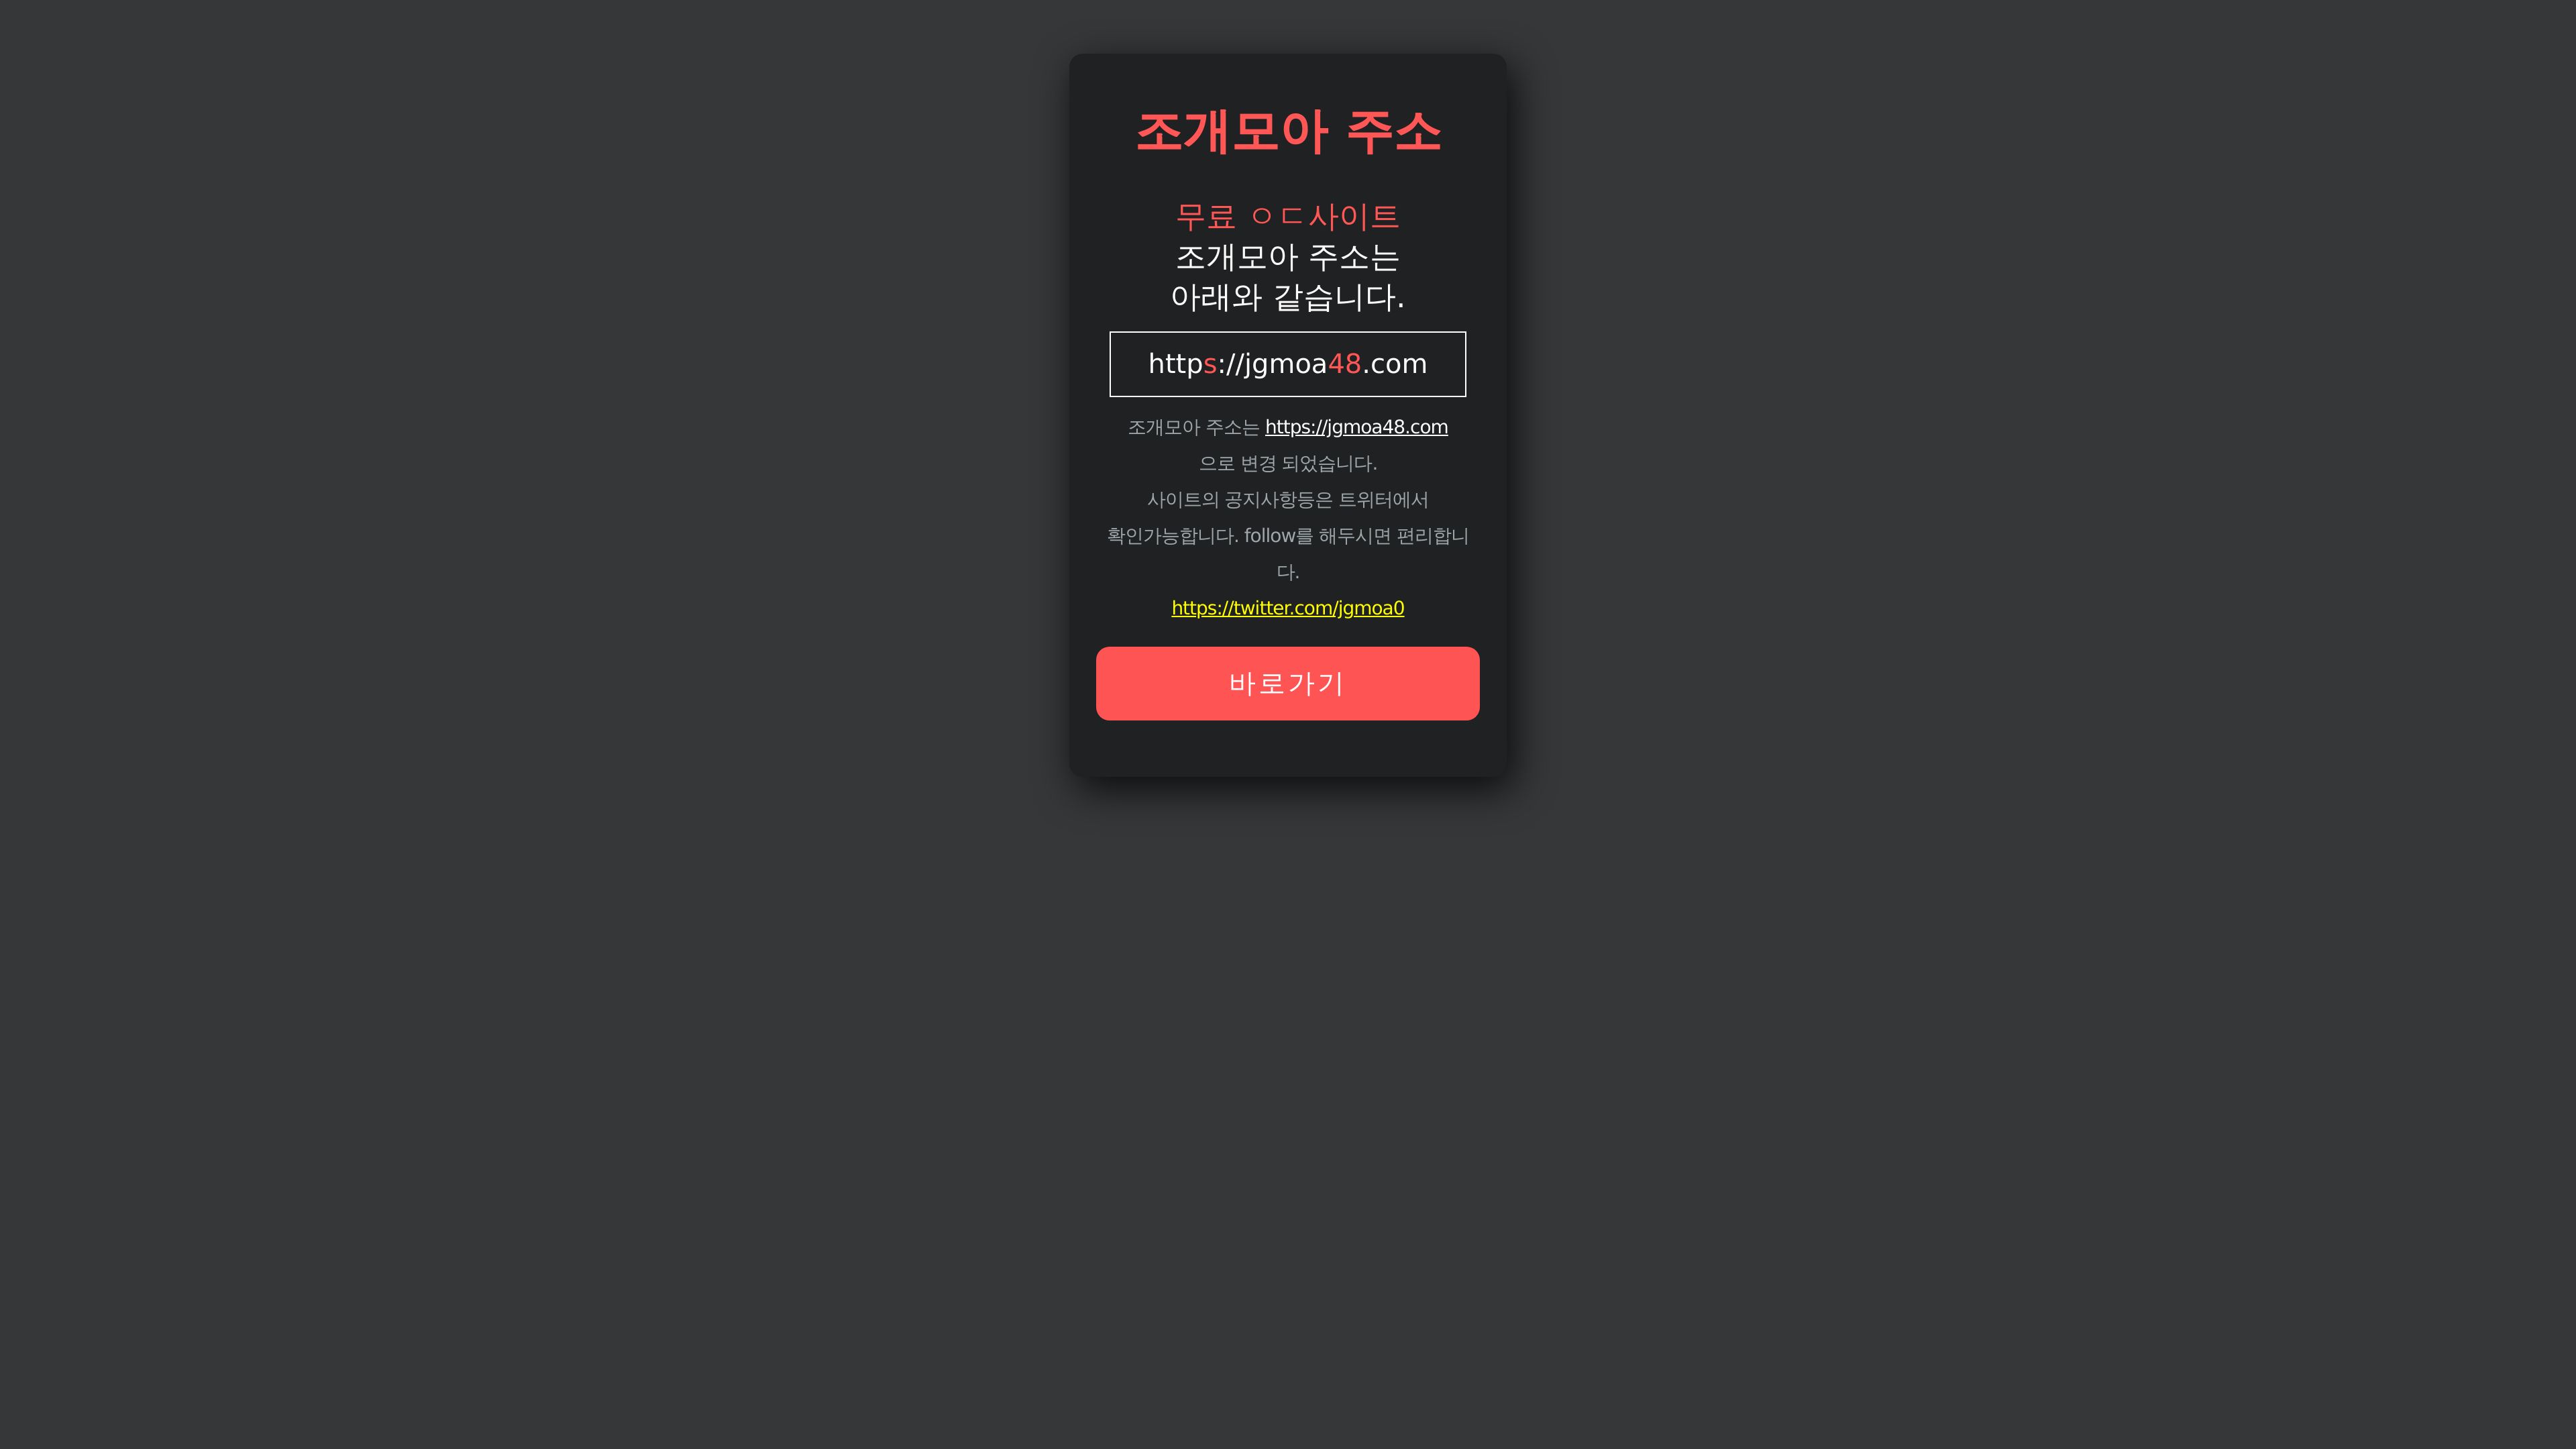 조개모아 주소
무료 ㅇㄷ사이트
조개모아 주소는
아래와 같습니다.
https://jgmoa48.com
조개모아 주소는 https://jgmoa48.com
으로 변경 되었습니다.
사이트의 공지사항등은 트위터에서
확인가능합니다. follow를 해두시면 편리합니
다.
https://twitter.com/jgmoa0
바로가기